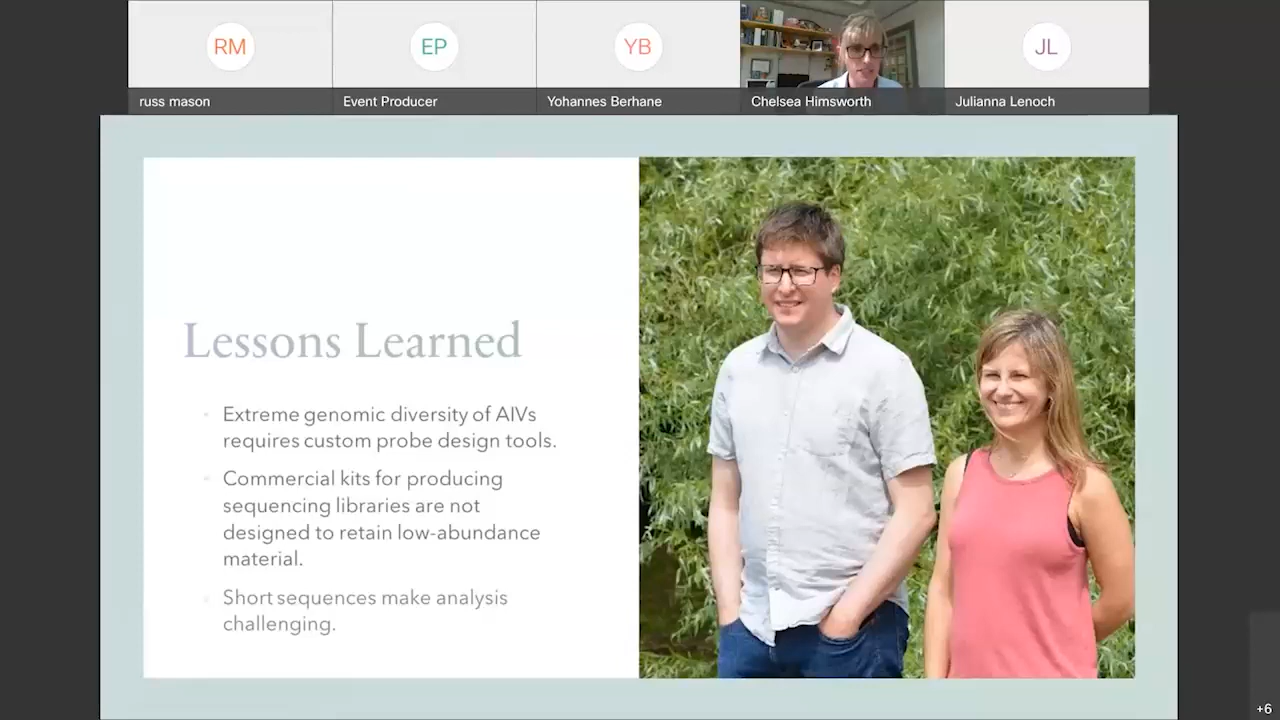 RM
EP
YB
JL
russ mason
Event Producer
Yohannes Berhane
Chelsea Himsworth
Julianna Lenoch
Lessons Learned
Extreme genomic diversity of AIVs
requires custom probe design tools.
Commercial kits for producing
sequencing libraries are not
designed to retain low-abundance
material.
Short sequences make analysis
challenging.
+6